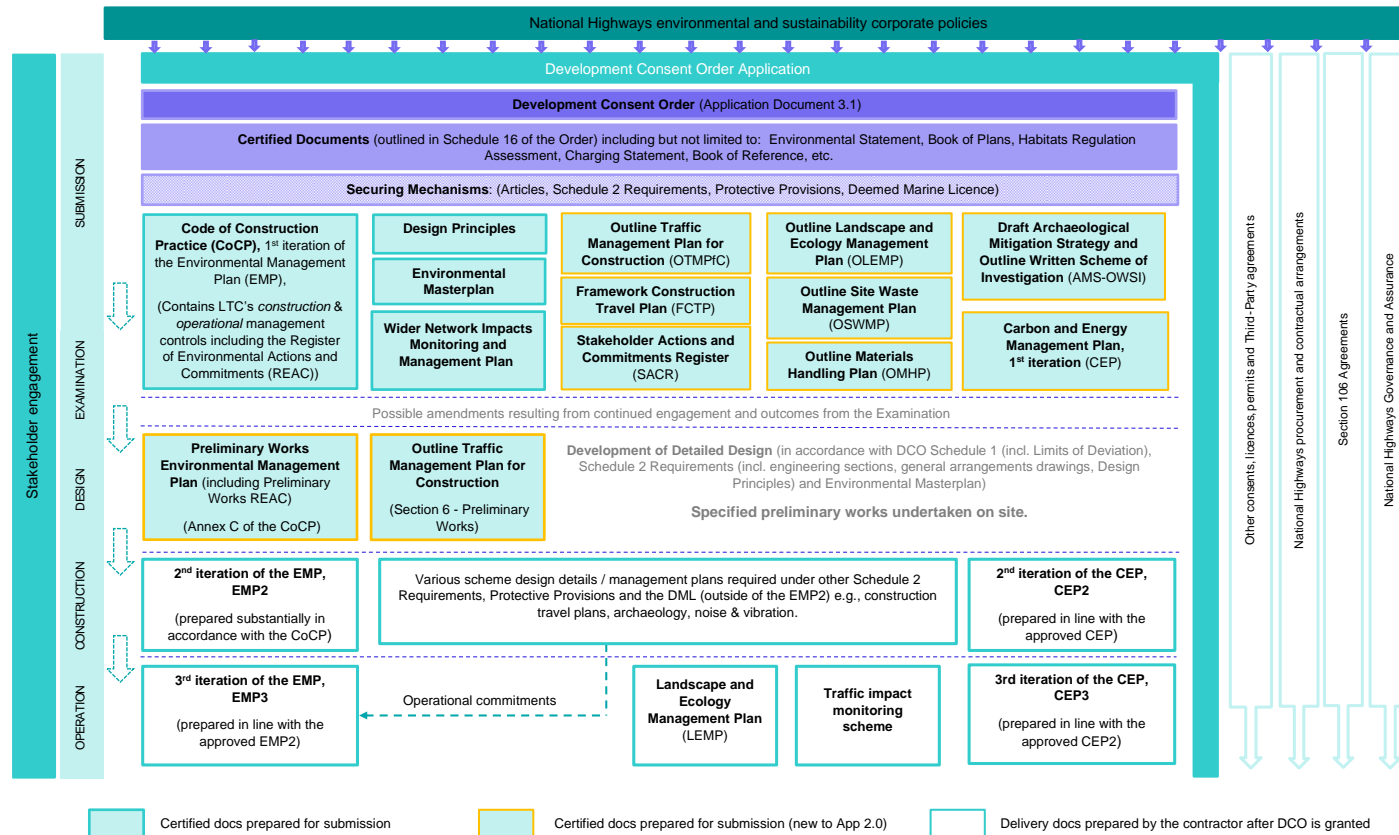 National Highways environmental and sustainability corporate policies
Development Consent Order Application
Development Consent Order (Application Document 3.1)
Certified Documents (outlined in Schedule 16 of the Order) including but not limited to: Environmental Statement, Book of Plans, Habitats Regulation
Assessment, Charging Statement, Book of Reference, etc.
Securing Mechanisms: (Articles, Schedule 2 Requirements, Protective Provisions, Deemed Marine Licence)
Stakeholder engagement
SUBMISSION
EXAMINATION
DESIGN
CONSTRUCTION
OPERATION
Code of Construction
Practice (CoCP), 1st iteration of
the Environmental Management
Plan (EMP),
(Contains LTC's construction &
operational management
controls including the Register
of Environmental Actions and
Commitments (REAC))
Design Principles
Environmental
Masterplan
Wider Network Impacts
Monitoring and
Management Plan
Outline Traffic
Management Plan for
Construction (OTMPfC)
Framework Construction
Travel Plan (FCTP)
Stakeholder Actions and
Commitments Register
(SACR)
Outline Landscape and
Ecology Management
Plan (OLEMP)
Outline Site Waste
Management Plan
(OSWMP)
Outline Materials
Handling Plan (OMHP)
Draft Archaeological
Mitigation Strategy and
Outline Written Scheme of
Investigation (AMS-OWSI)
Carbon and Energy
Management Plan,
1st iteration (CEP)
Possible amendments resulting from continued engagement and outcomes from the Examination
Preliminary Works
Environmental Management
Plan (including Preliminary
Works REAC)
(Annex C of the CoCP)
Outline Traffic
Management Plan for
Construction
(Section 6 - Preliminary
Works)
Development of Detailed Design (in accordance with DCO Schedule 1 (incl. Limits of Deviation),
Schedule 2 Requirements (incl. engineering sections, general arrangements drawings, Design
Principles) and Environmental Masterplan)
Specified preliminary works undertaken on site.
2nd iteration of the EMP,
EMP2
(prepared substantially in
accordance with the CoCP)
Various scheme design details / management plans required under other Schedule 2
Requirements, Protective Provisions and the DML (outside of the EMP2) e.g., construction
travel plans, archaeology, noise & vibration.
2nd iteration of the CEP,
CEP2
(prepared in line with the
approved CEP)
3rd iteration of the EMP,
EMP3
(prepared in line with the
approved EMP2)
Operational commitments
Landscape and
Ecology
Management Plan
(LEMP)
Traffic impact
monitoring
scheme
3rd iteration of the CEP,
CEP3
(prepared in line with the
approved CEP2)
Other consents, licences, permits and Third-Party agreements
National Highways procurement and contractual arrangements
Section 106 Agreements
National Highways Governance and Assurance
Certified docs prepared for submission
Certified docs prepared for submission (new to App 2.0)
Delivery docs prepared by the contractor after DCO is granted